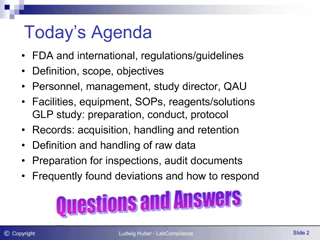 Today's Agenda
• FDA and international, regulations/guidelines
• Definition, scope, objectives
• Personnel, management, study director, QAU
• Facilities, equipment, SOPs, reagents/solutions
GLP study: preparation, conduct, protocol
• Records: acquisition, handling and retention
• Definition and handling of raw data
• Preparation for inspections, audit documents
• Frequently found deviations and how to respond
Questions and Answers
© Copyright Ludwig Huber - LabCompliance Slide 2